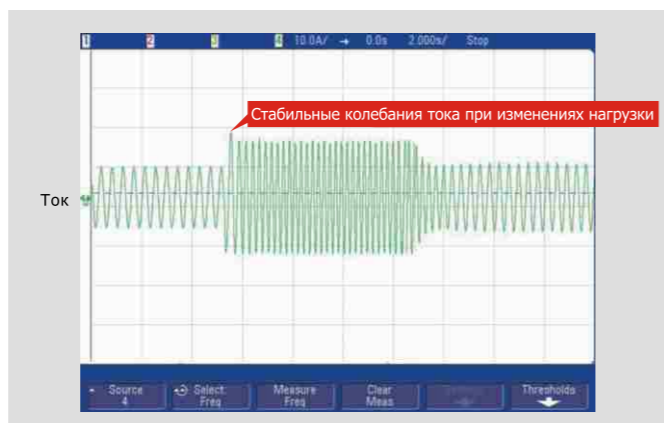 1 2 3 4 10.0A/ 0.0s 2.000s/ Stop
Стабильные колебания тока при изменениях нагрузки
Ток
Source Select: Measure Clear Thresholds
4 Freq Freq Meas